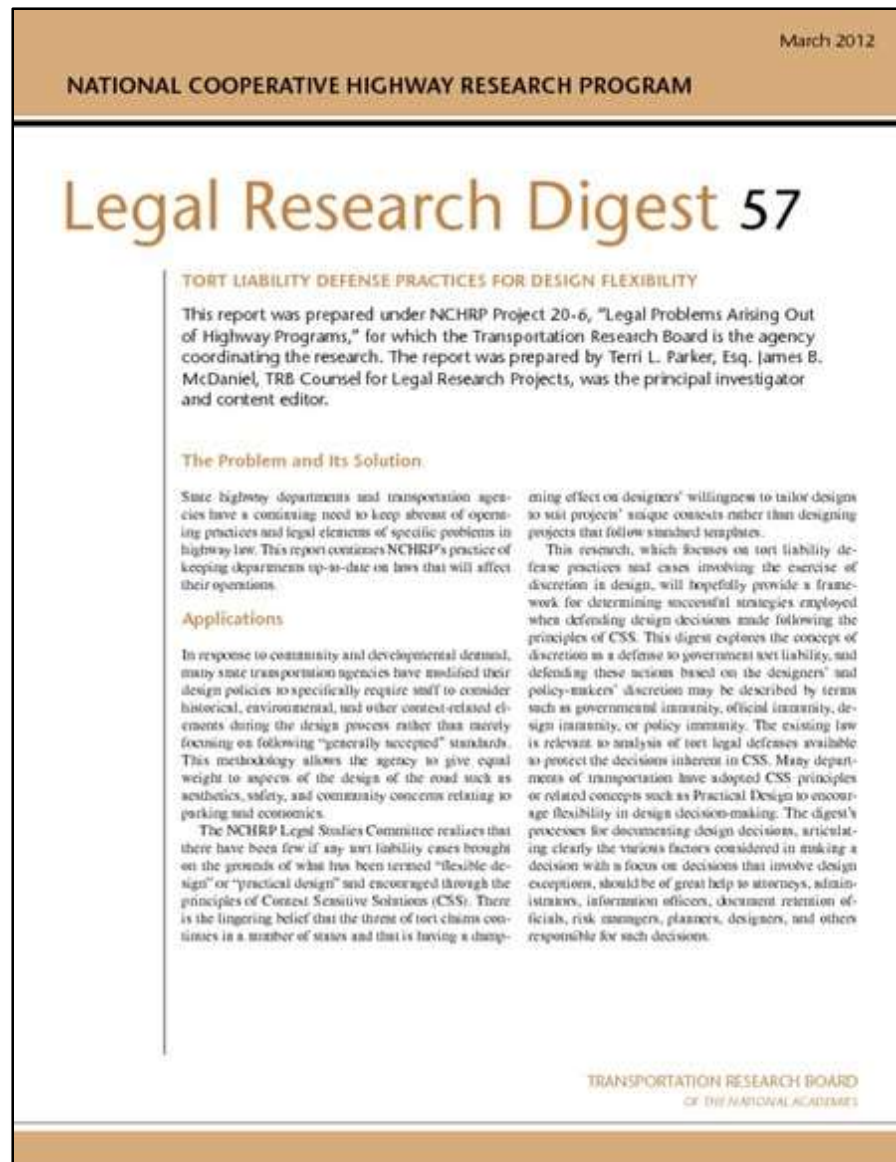 March 2012
NATIONAL COOPERATIVE HIGHWAY RESEARCH PROGRAM
Legal Research Digest 57
TORT LIABILITY DEFENSE PRACTICES FOR DESIGN FLEXIBILITY
This report was prepared under NCHRP Project 20-6, “Legal Problems Arising Out
of Highway Programs,” for which the Transportation Research Board is the agency
coordinating the research. The report was prepared by Terri L. Parker, Esq. James B.
McDaniel, TRB Counsel for Legal Research Projects, was the principal investigator
and content editor.
The Problem and Its Solution
State highway departments and transportation agen-
cies have a continuing need to keep abreast of operat-
ing practices and legal elements of specific problems in
highway law. This report continues NCHRP’s practice of
keeping departments up-to-date on laws that will affect
their operations.
Applications
In response to community and developmental demand,
many state transportation agencies have modified their
design policies to specifically require staff to consider
historical, environmental, and other context-related el-
ements during the design process rather than merely
focusing on following “generally accepted” standards.
This methodology allows the agency to give equal
weight to aspects of the design of the road such as
aesthetics, safety, and community concerns relating to
parking and economics.
The NCHRP Legal Studies Committee realizes that
there have been few if any tort liability cases brought
on the grounds of what has been termed “flexible de-
sign” or “practical design” and encouraged through the
principles of Context Sensitive Solutions (CSS). There
is the lingering belief that the threat of tort claims con-
tinues in a number of states and that is having a damp-
ening effect on designers’ willingness to tailor designs
to suit projects’ unique contexts rather than designing
projects that follow standard templates.
This research, which focuses on tort liability de-
fense practices and cases involving the exercise of
discretion in design, will hopefully provide a frame-
work for determining successful strategies employed
when defending design decisions made following the
principles of CSS. This digest explores the concept of
discretion as a defense to government tort liability, and
defending these actions based on the designers’ and
policy-makers’ discretion may be described by terms
such as governmental immunity, official immunity, de-
sign immunity, or policy immunity. The existing law
is relevant to analysis of tort legal defenses available
to protect the decisions inherent in CSS. Many depart-
ments of transportation have adopted CSS principles
or related concepts such as Practical Design to encour-
age flexibility in design decision-making. The digest’s
processes for documenting design decisions, articulat-
ing clearly the various factors considered in making a
decision with a focus on decisions that involve design
exceptions, should be of great help to attorneys, admin-
istrators, information officers, document retention of-
ficials, risk managers, planners, designers, and others
responsible for such decisions.
TRANSPORTATION RESEARCH BOARD
OF THE NATIONAL ACADEMIES